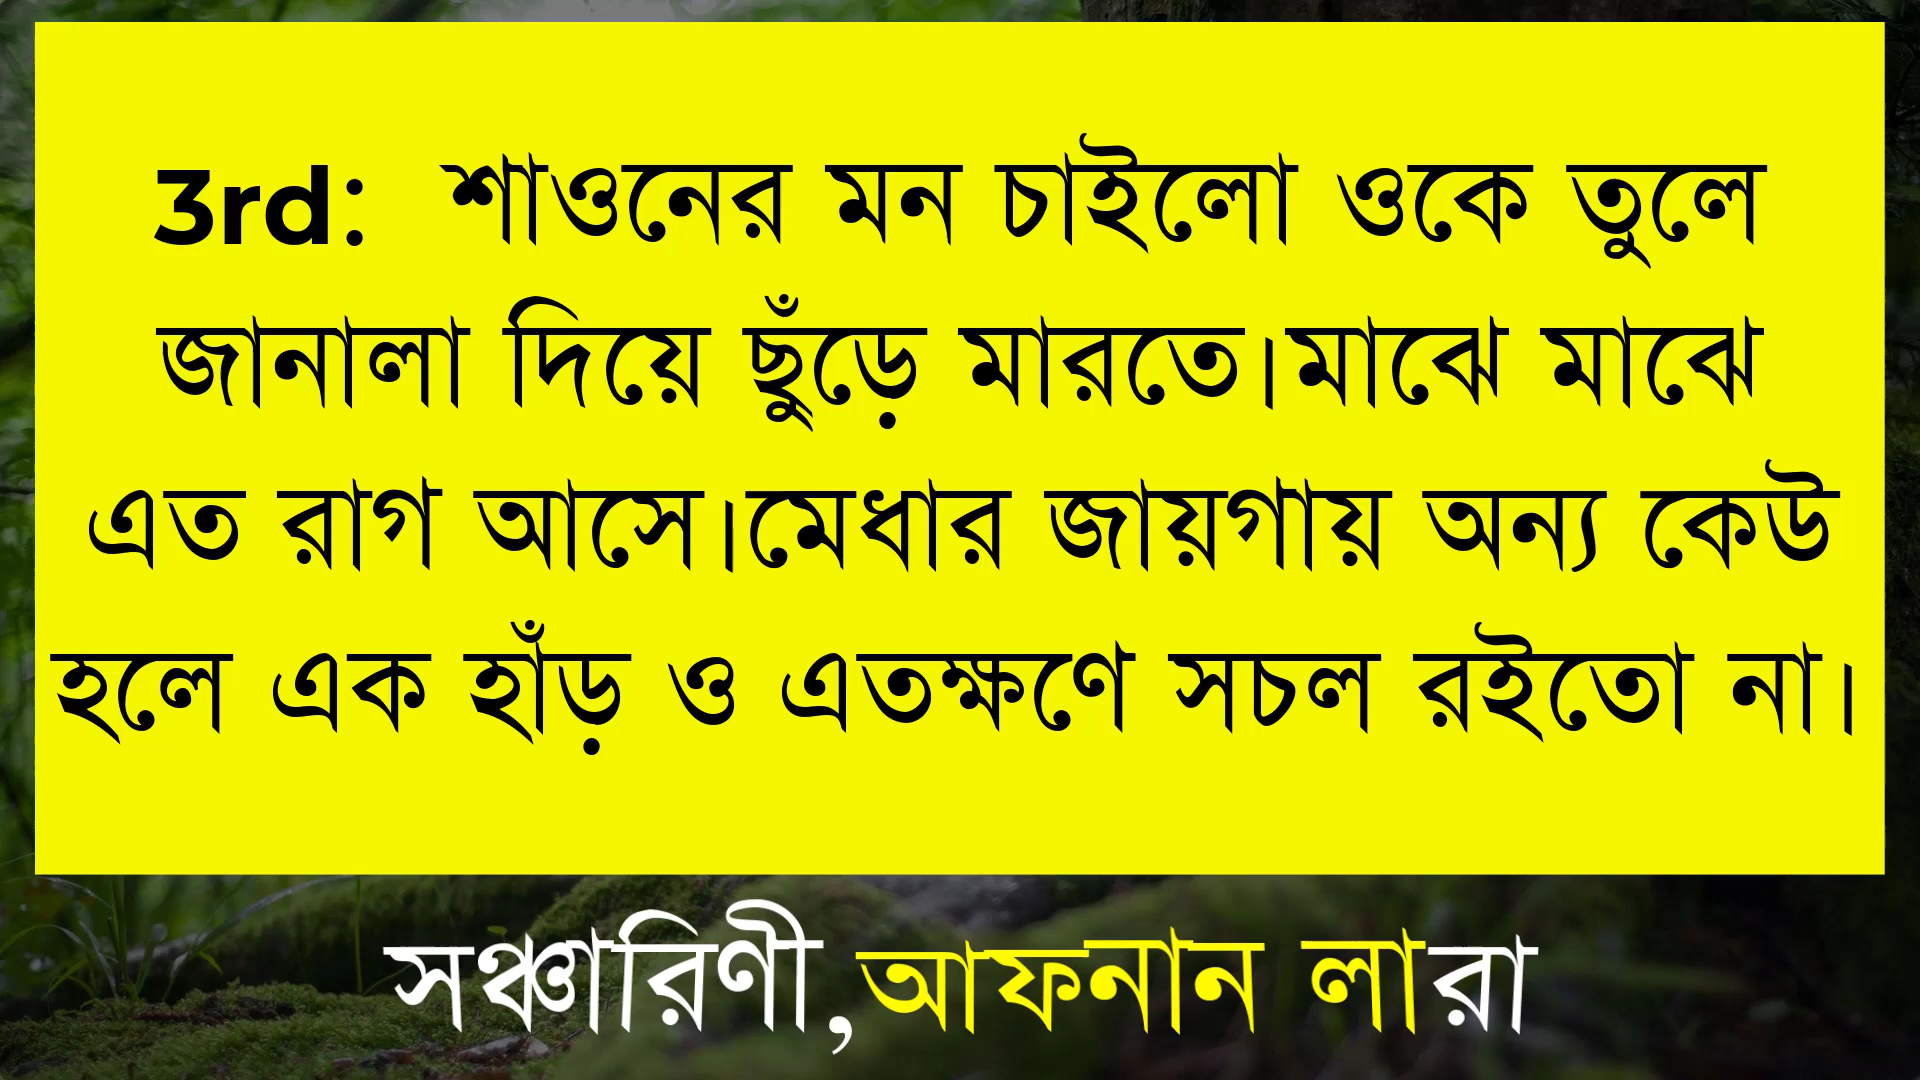 3rd: শাওনের মন চাইলো ওকে তুলে
জানালা দিয়ে ছুঁড়ে মারতে।মাঝে মাঝে
এত রাগ আসে।মেধার জায়গায় অন্য কেউ
হলে এক হাঁড় ও এতক্ষণে সচল রইতো না।
সঞ্চারিণী,আফনান লারা